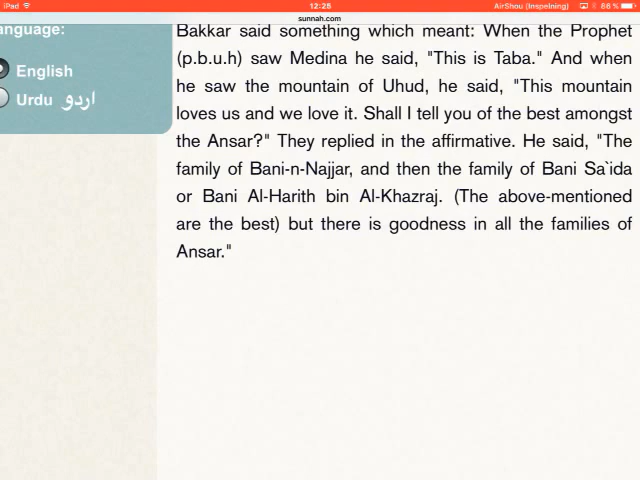 iPad 12:25 AirShou (Inspelning) 86 %
sunnah.com
anguage:
English
Urdu اردو
Bakkar said something which meant: When the Prophet
(p.b.u.h) saw Medina he said, "This is Taba." And when
he saw the mountain of Uhud, he said, "This mountain
loves us and we love it. Shall I tell you of the best amongst
the Ansar?" They replied in the affirmative. He said, "The
family of Bani-n-Najjar, and then the family of Bani Sa`ida
or Bani Al-Harith bin Al-Khazraj. (The above-mentioned
are the best) but there is goodness in all the families of
Ansar."